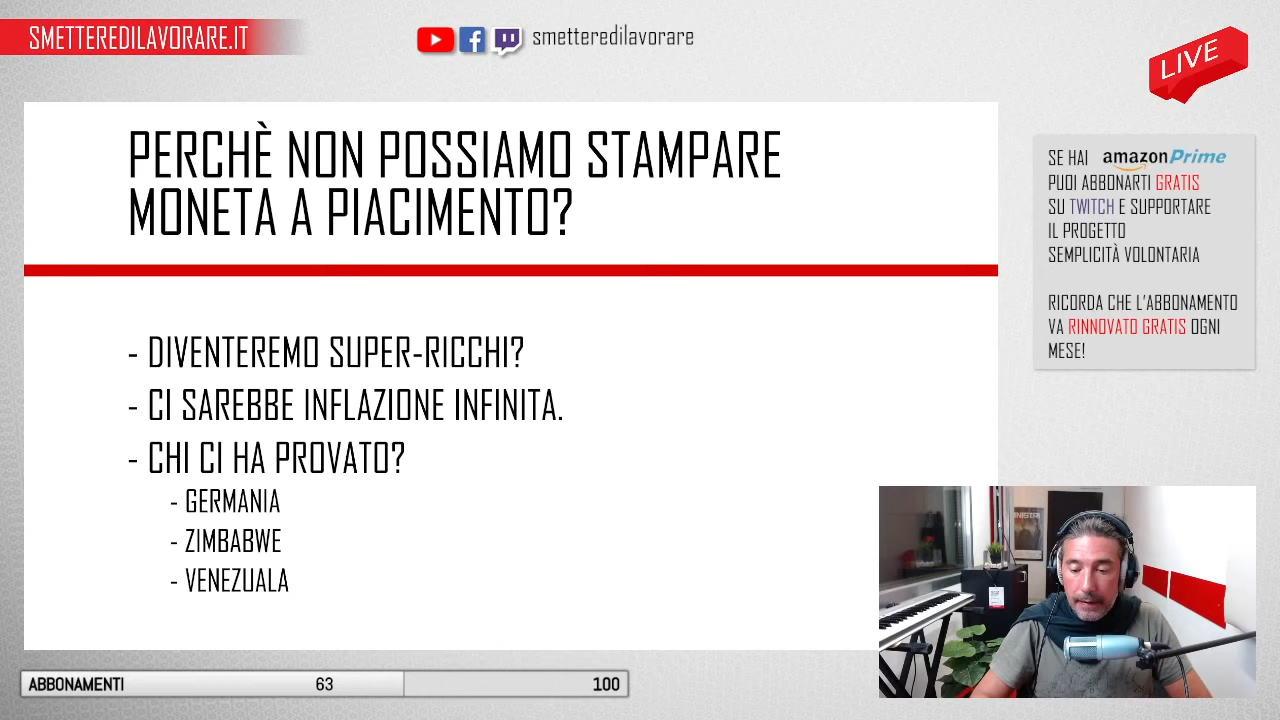 SMETTEREDILAVORARE.IT
smetteredilavorare
LIVE
PERCHÈ NON POSSIAMO STAMPARE
MONETA A PIACIMENTO?
- DIVENTEREMO SUPER-RICCHI?
- CI SAREBBE INFLAZIONE INFINITA.
- CHI CI HA PROVATO?
- GERMANIA
- ZIMBABWE
- VENEZUALA
SE HAI amazonPrime
PUOI ABBONARTI GRATIS
SU TWITCH E SUPPORTARE
IL PROGETTO
SEMPLICITÀ VOLONTARIA
RICORDA CHE L'ABBONAMENTO
VA RINNOVATO GRATIS OGNI
MESE!
ABBONAMENTI 63 100